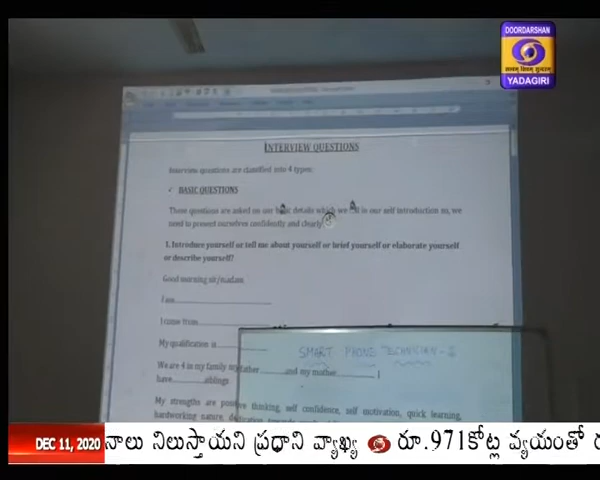 DOORDARSHAN
सत्यम् शिवम् सुन्दरम्
YADAGIRI
INTERVIEW QUESTIONS
Interview questions are classified into 4 types:
✓ BASIC QUESTIONS
These questions are asked on our basic details which we in our self introduction so, we
need to present ourselves confidently and clearly
1. Introduce yourself or tell me about yourself or brief yourself or elaborate yourself
or describe yourself?
Good morning sir/madam
I am
I come from
My qualification is
SMART PHONE TECHNICIAN - I
We are 4 in my family my father and my mother I
have siblings
My strengths are positive thinking, self confidence, self motivation, quick learning,
hardworking nature,
DEC 11, 2020 నాలు నిలుస్తాయని ప్రధాని వ్యాఖ్య రూ.971కోట్ల వ్యయంతో